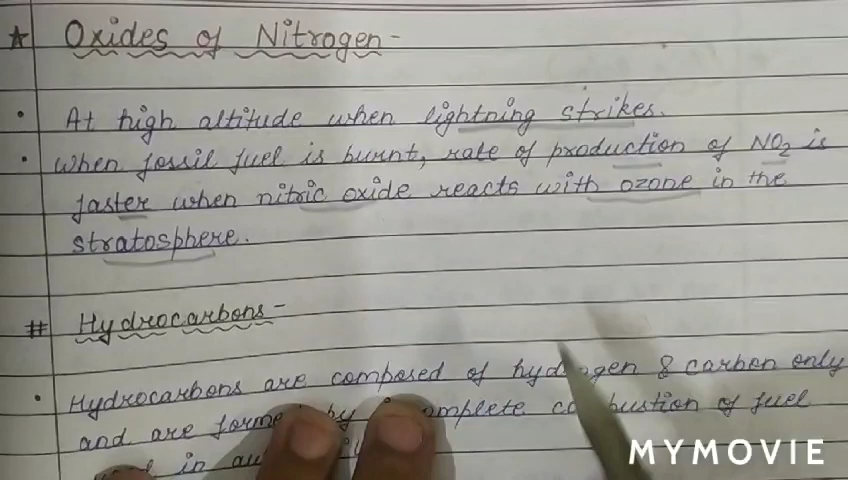 ★ Oxides of Nitrogen-
• At high altitude when lightning strikes.
• When fossil fuel is burnt, rate of production of NO₂ is
faster when nitric oxide reacts with ozone in the
stratosphere.
# Hydrocarbons-
• Hydrocarbons are composed of hydrogen & carbon only
and are by combustion of fuel
in
MYMOVIE